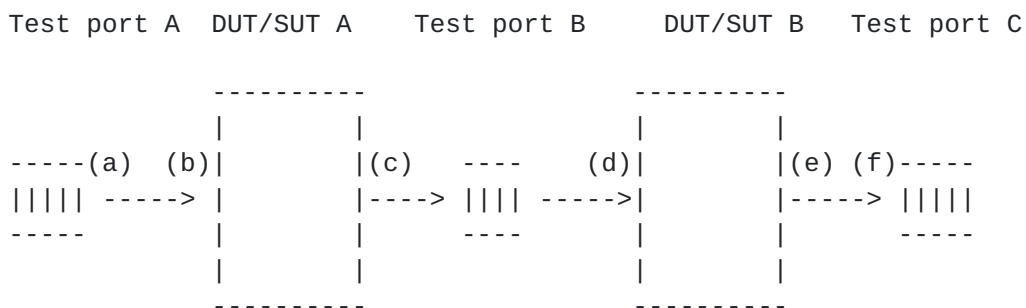 Test port A  DUT/SUT A    Test port B     DUT/SUT B   Test port C

             ----------                 ----------
             |        |                 |        |
-----(a)  (b)|        |(c)   ----    (d)|        |(e) (f)-----
||||| -----> |        |----> |||| ----->|        |-----> |||||
-----        |        |      ----       |        |       -----
             |        |                 |        |
             ----------                 ----------